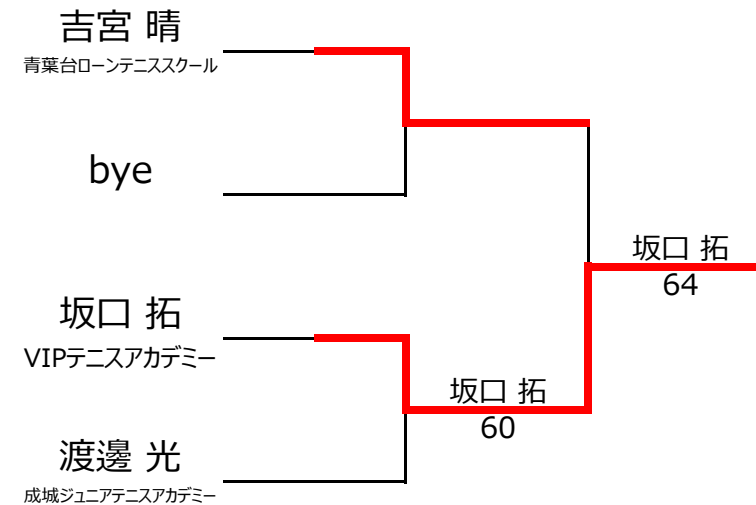 吉宮 晴
青葉台ローンテニススクール
bye
坂口 拓
64
坂口 拓
VIPテニスアカデミー
坂口 拓
60
渡邊 光
成城ジュニアテニスアカデミー